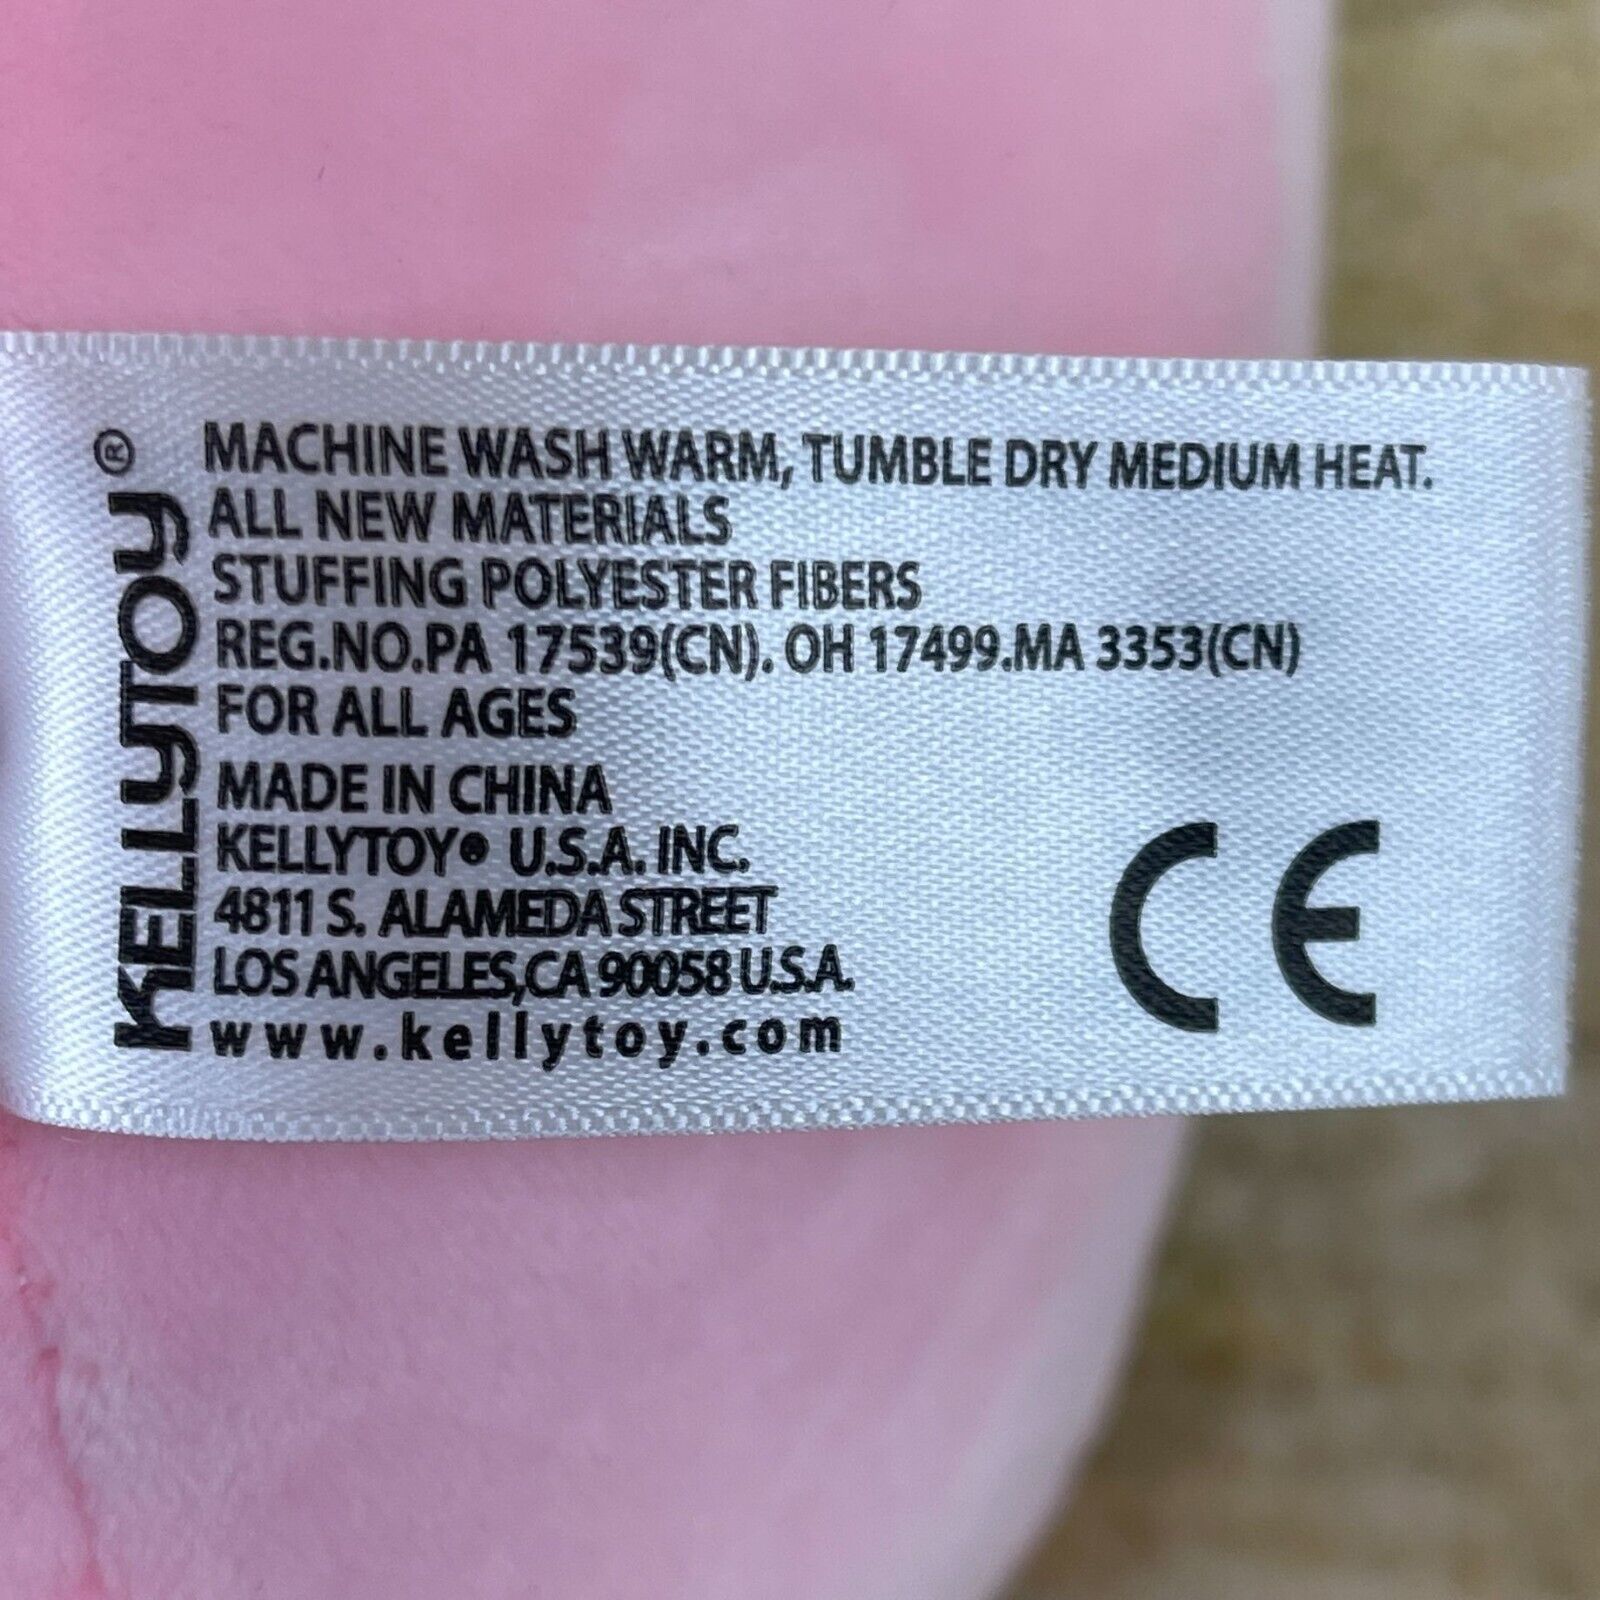 KELLYTOY®
MACHINE WASH WARM, TUMBLE DRY MEDIUM HEAT.
ALL NEW MATERIALS
STUFFING POLYESTER FIBERS
REG.NO.PA 17539(CN). OH 17499.MA 3353(CN)
FOR ALL AGES
MADE IN CHINA
KELLYTOY® U.S.A. INC.
4811 S. ALAMEDA STREET
LOS ANGELES,CA 90058 U.S.A.
www.kellytoy.com
CE